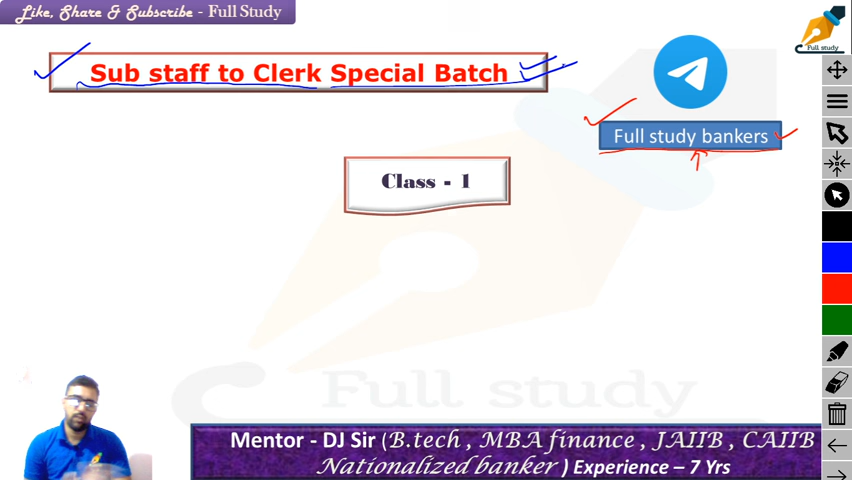 Like, Share & Subscribe - Full Study
Full study
Sub staff to Clerk Special Batch
Full study bankers
Class - 1
Full study
Mentor - DJ Sir (B.tech , MBA finance , JAIIB , CAIIB
Nationalized banker ) Experience – 7 Yrs